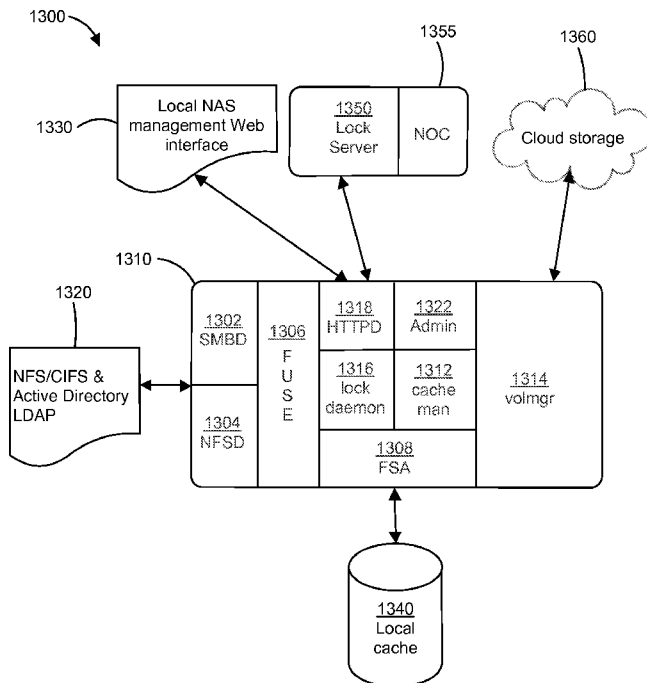 1300
1355
1360
1330
Local NAS
management Web
interface
1350
Lock
Server
NOC
Cloud storage
1310
1320
NFS/CIFS &
Active Directory
LDAP
1302
SMBD
1304
NFSD
1306
F
U
S
E
1318
HTTPD
1322
Admin
1316
lock
daemon
1312
cache
man
1308
FSA
1314
volmgr
1340
Local
cache